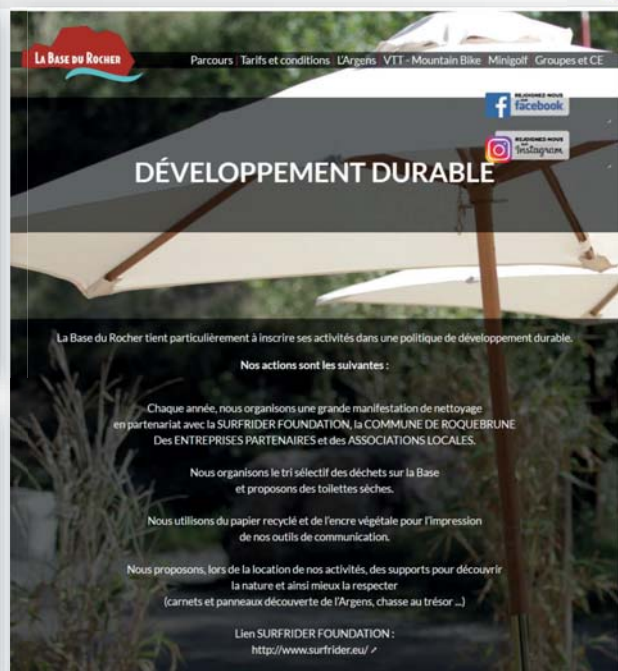 LA BASE DU ROCHER
Parcours | Tarifs et conditions | L'Argens | VTT - Mountain Bike | Minigolf | Groupes et CE
REJOIGNEZ-NOUS
SUR
facebook
REJOIGNEZ-NOUS
SUR
Instagram
DÉVELOPPEMENT DURABLE
La Base du Rocher tient particulièrement à inscrire ses activités dans une politique de développement durable.
Nos actions sont les suivantes :
Chaque année, nous organisons une grande manifestation de nettoyage
en partenariat avec la SURFRIDER FOUNDATION, la COMMUNE DE ROQUEBRUNE
Des ENTREPRISES PARTENAIRES et des ASSOCIATIONS LOCALES.
Nous organisons le tri sélectif des déchets sur la Base
et proposons des toilettes sèches.
Nous utilisons du papier recyclé et de l'encre végétale pour l'impression
de nos outils de communication.
Nous proposons, lors de la location de nos activités, des supports pour découvrir
la nature et ainsi mieux la respecter
(carnets et panneaux découverte de l'Argens, chasse au trésor ...)
Lien SURFRIDER FOUNDATION :
http://www.surfrider.eu/